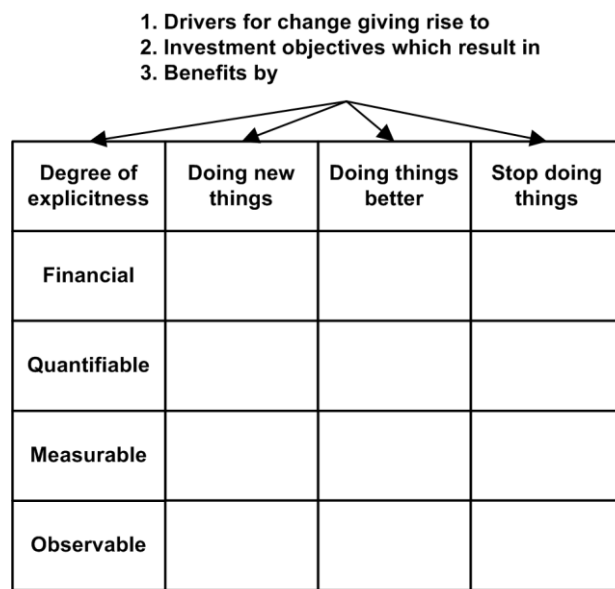 1. Drivers for change giving rise to
2. Investment objectives which result in
3. Benefits by
Degree of explicitness
Doing new things
Doing things better
Stop doing things
Financial
Quantifiable
Measurable
Observable